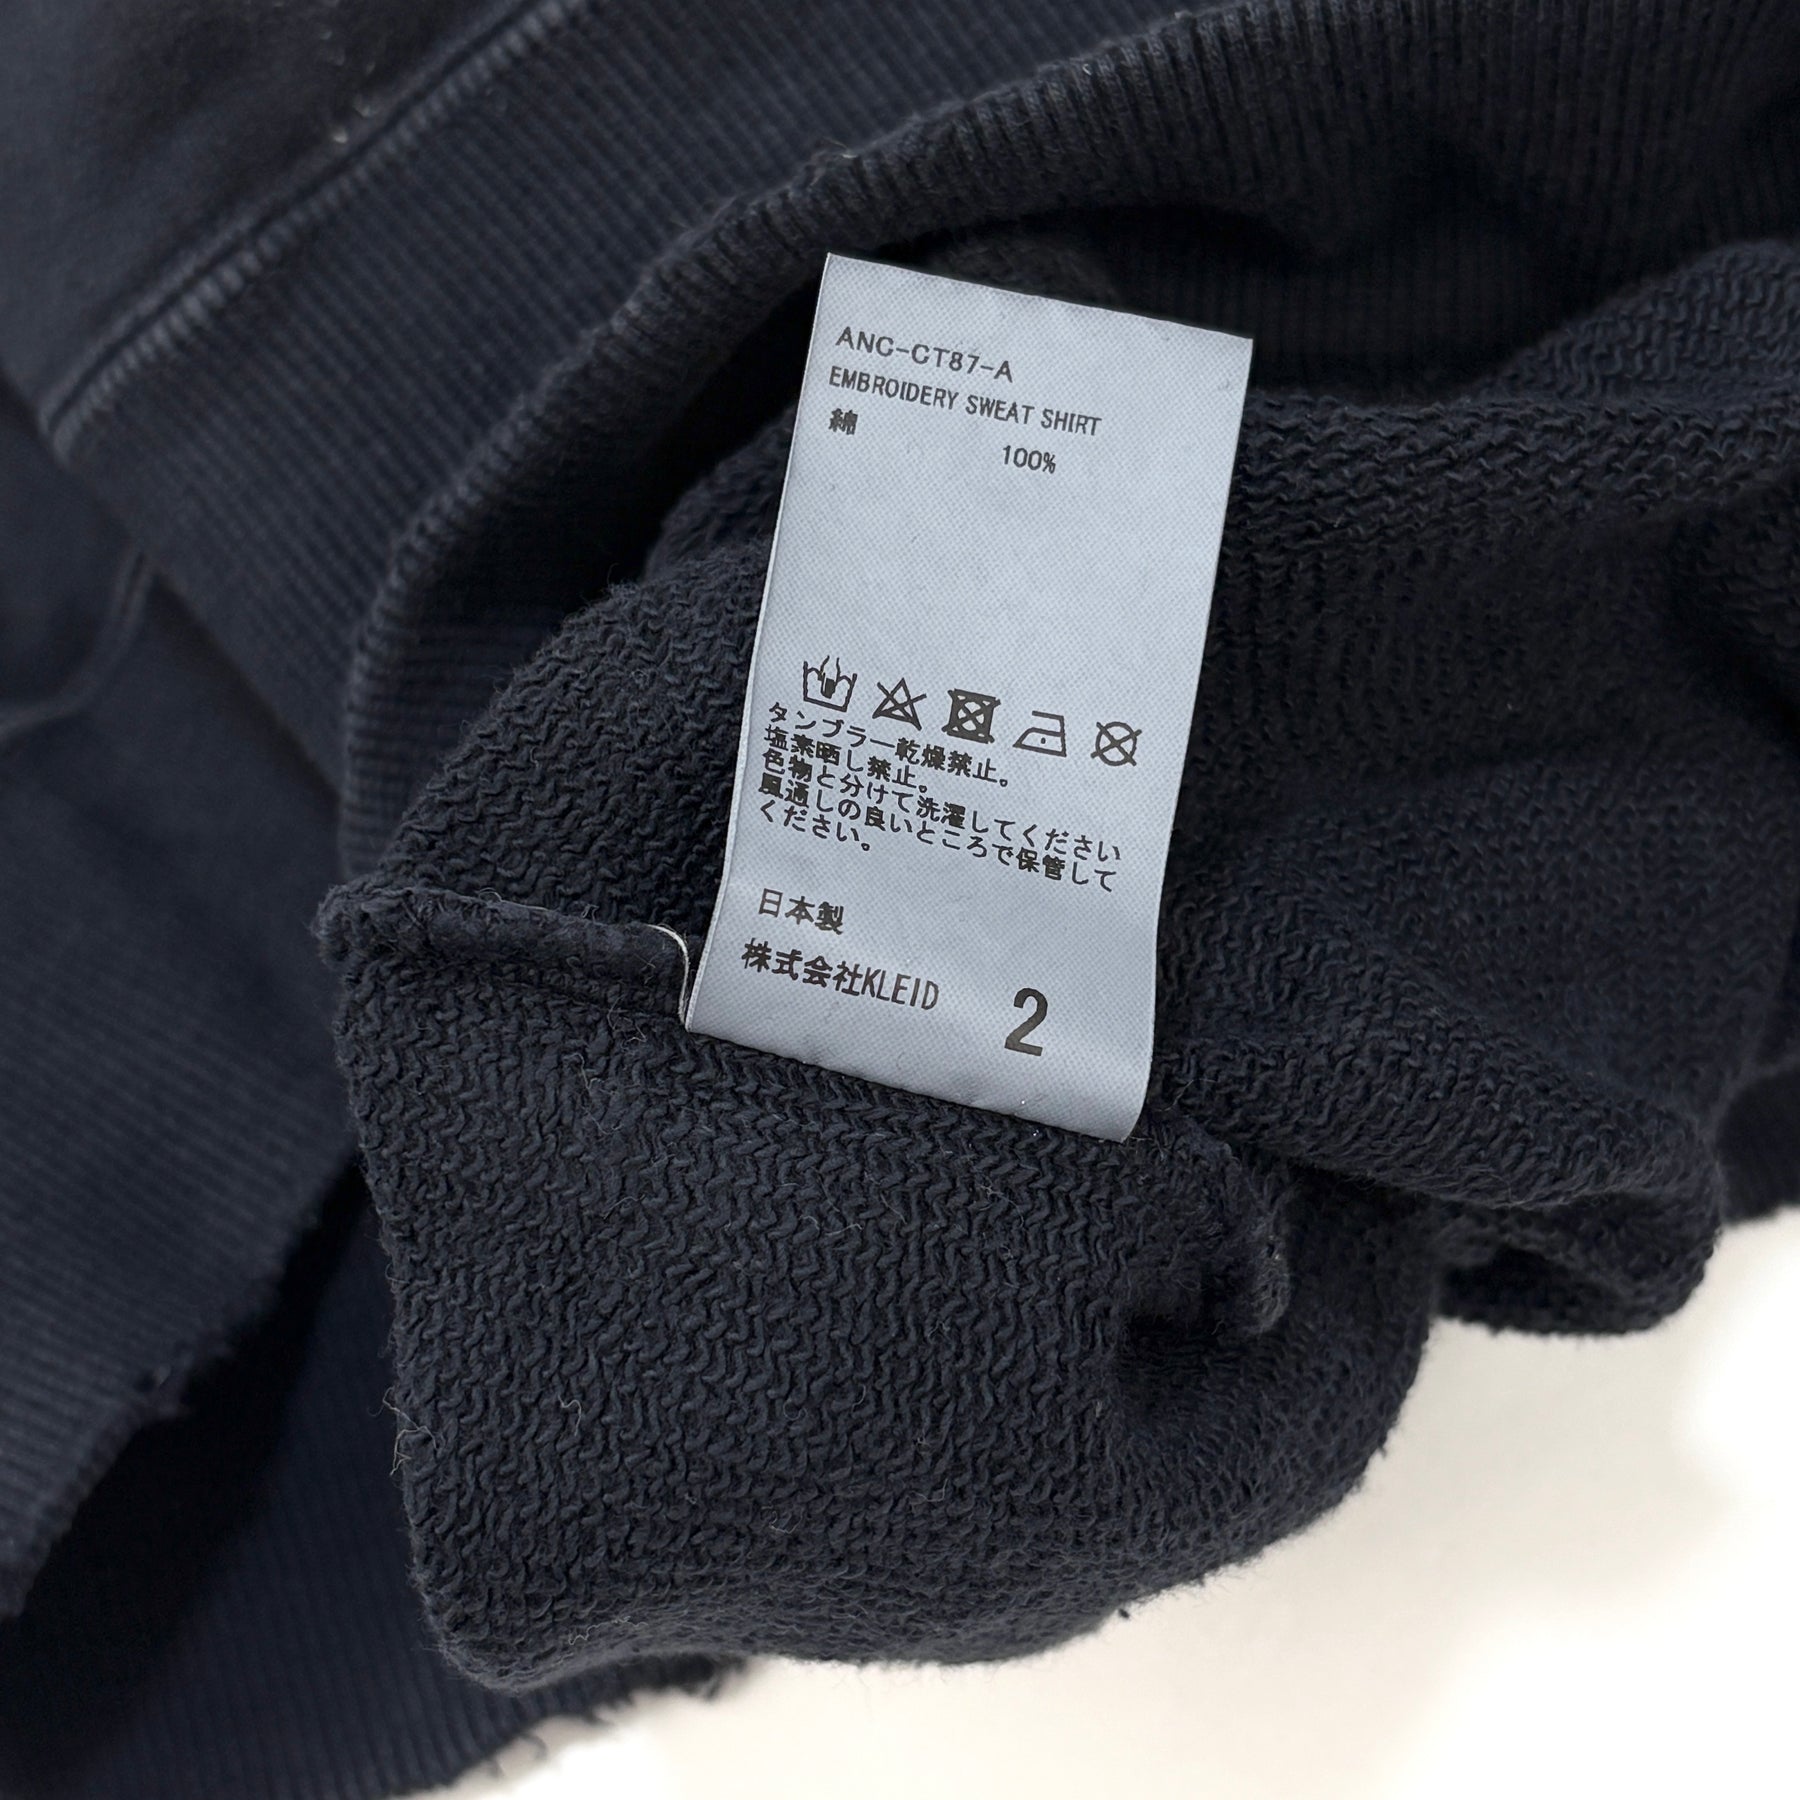 ANC-CT87-A
EMBROIDERY SWEAT SHIRT
綿 100%
タンブラー乾燥禁止。
塩素晒し禁止。
色物と分けて洗濯してください
風通しの良いところで保管して
ください。
日本製
株式会社KLEID 2